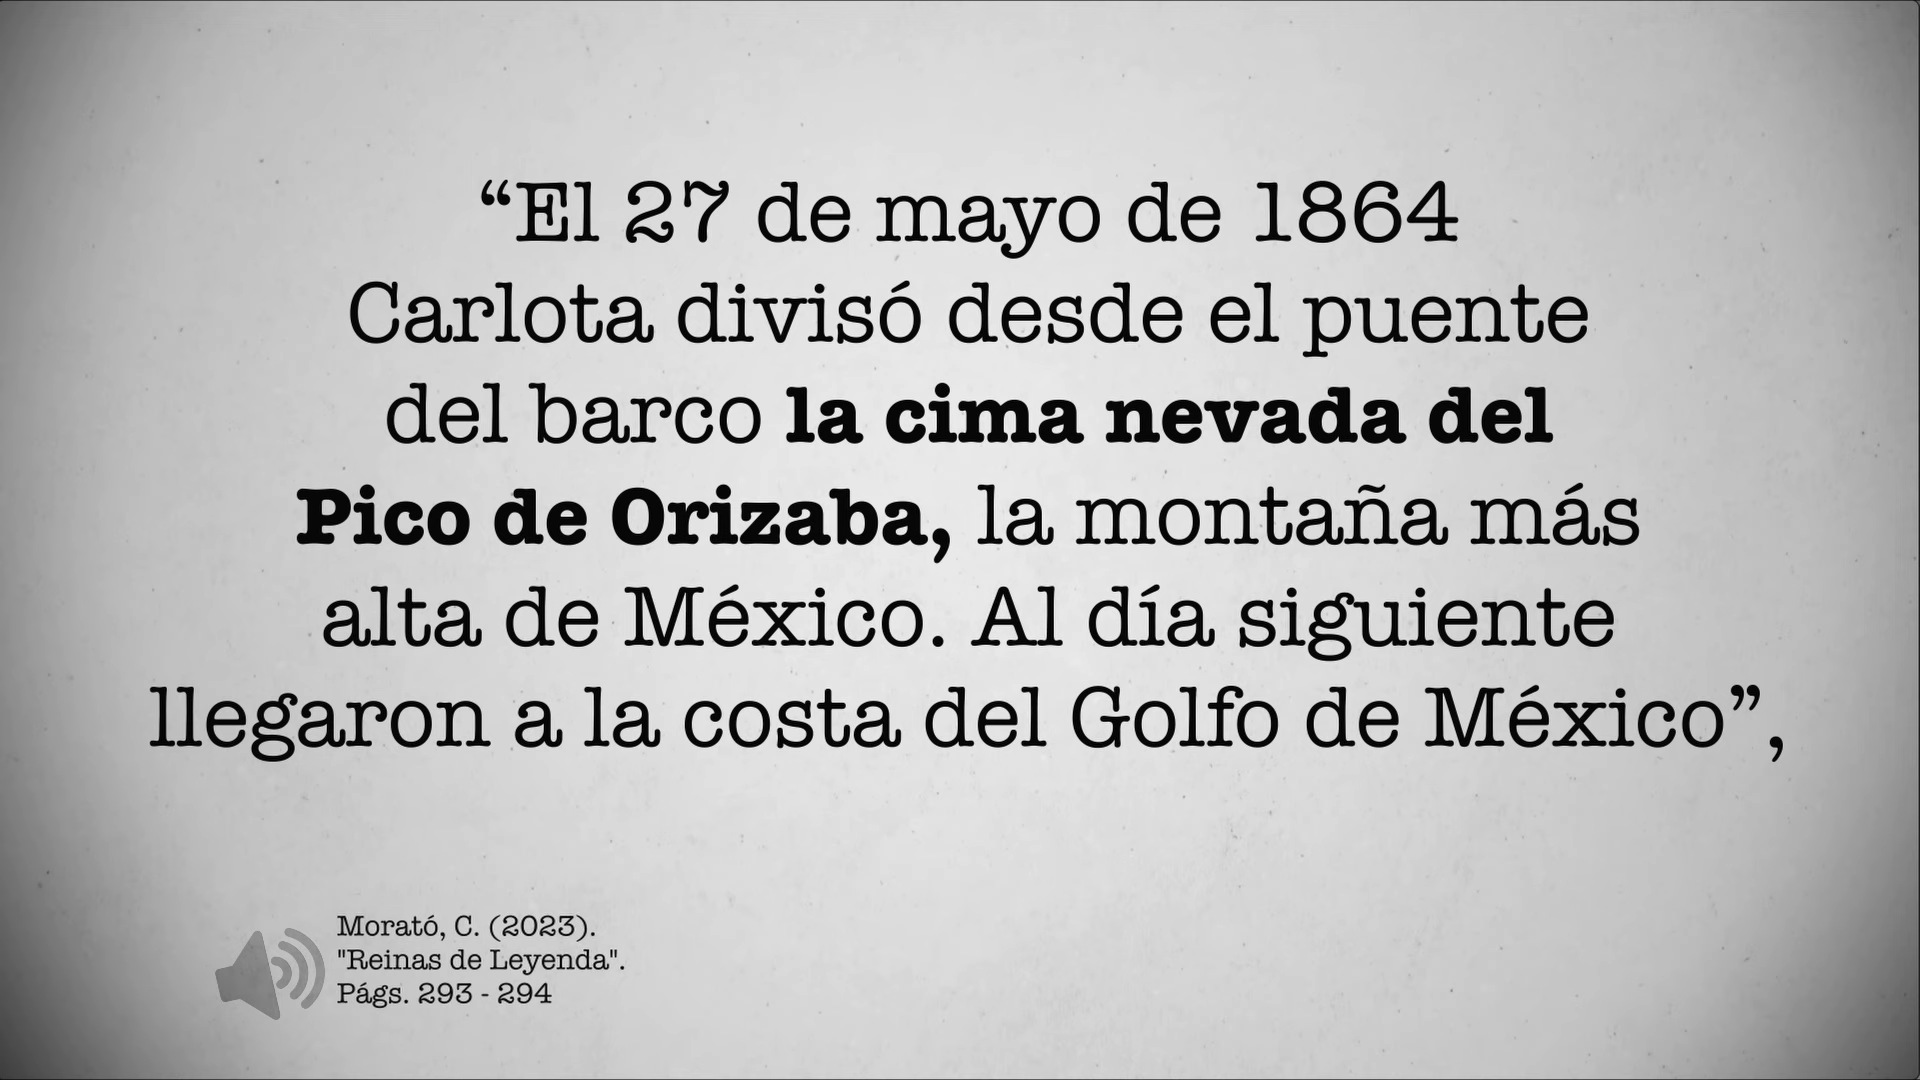 “El 27 de mayo de 1864
Carlota divisó desde el puente
del barco la cima nevada del
Pico de Orizaba, la montaña más
alta de México. Al día siguiente
llegaron a la costa del Golfo de México”,
Morató, C. (2023).
"Reinas de Leyenda".
Págs. 293 - 294